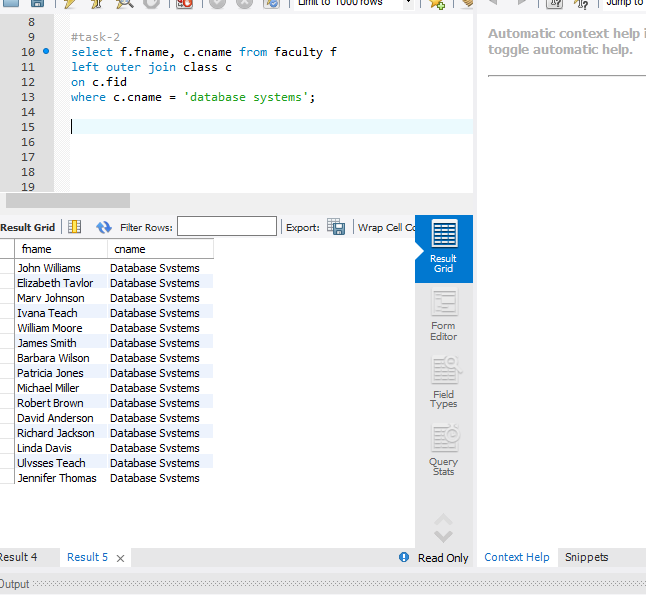 Limit to 1000 rows
Jump to
8
9 #task-2
10 select f.fname, c.cname from faculty f
11 left outer join class c
12 on c.fid
13 where c.cname = 'database systems';
14
15
16
17
18
19
Automatic context help i
toggle automatic help.
Result Grid Filter Rows: Export: Wrap Cell Co
fname cname
John Williams Database Systems
Elizabeth Taylor Database Systems
Mary Johnson Database Systems
Ivana Teach Database Systems
William Moore Database Systems
James Smith Database Systems
Barbara Wilson Database Systems
Patricia Jones Database Systems
Michael Miller Database Systems
Robert Brown Database Systems
David Anderson Database Systems
Richard Jackson Database Systems
Linda Davis Database Systems
Ulysses Teach Database Systems
Jennifer Thomas Database Systems
Result
Grid
Form
Editor
Field
Types
Query
Stats
Result 4 Result 5 Read Only Context Help Snippets
Output